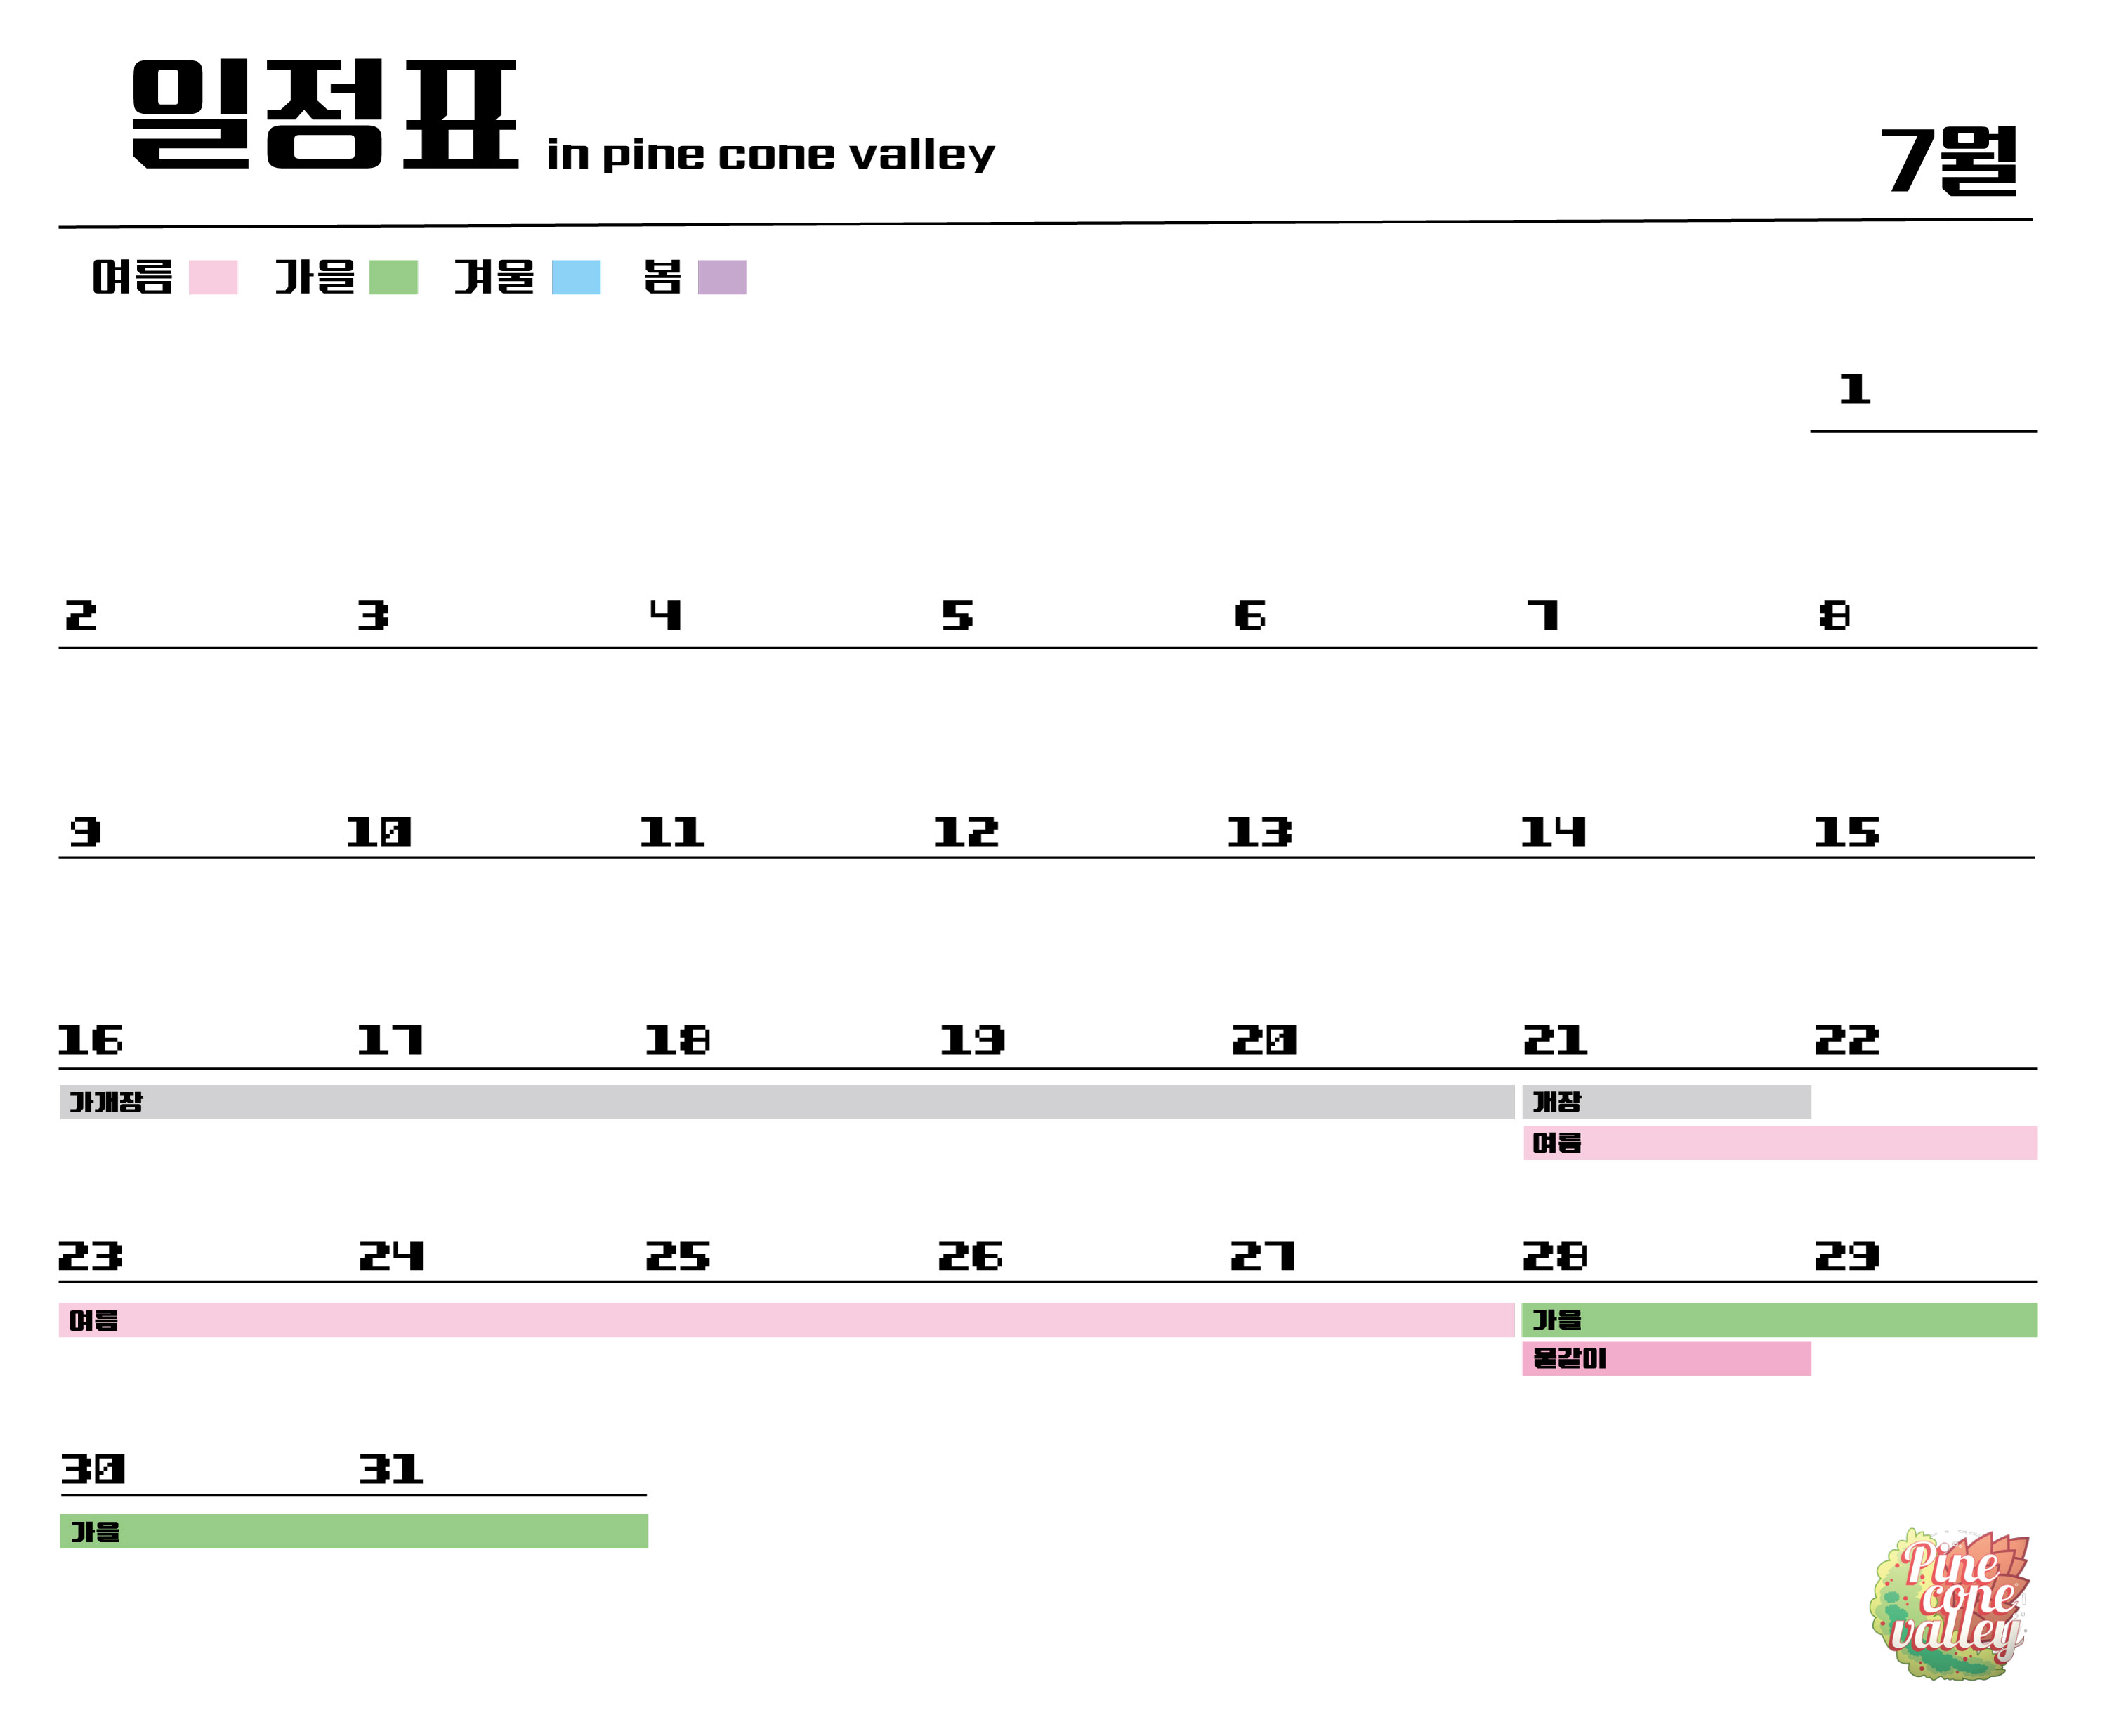 일정표 in pine cone valley
7월
여름 가을 겨울 봄
1
2 3 4 5 6 7 8
9 10 11 12 13 14 15
16 17 18 19 20 21 22
가개장 개장
여름
23 24 25 26 27 28 29
여름 가을
물갈이
30 31
가을
Pine
cone
valley